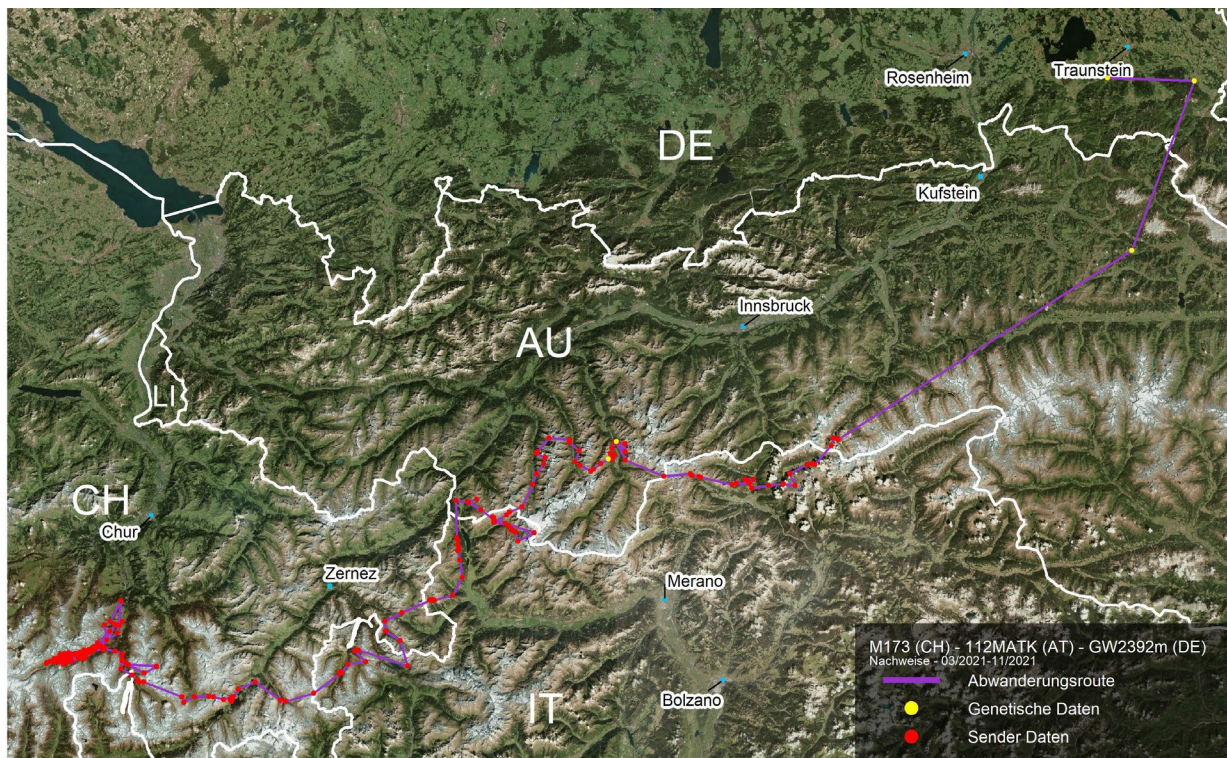 Rosenheim
Traunstein
DE
Kufstein
Innsbruck
AU
LI
CH
Chur
Zernez
Merano
Bolzano
IT
M173 (CH) - 112MATK (AT) - GW2392m (DE)
Nachweise - 03/2021-11/2021
Abwanderungsroute
Genetische Daten
Sender Daten